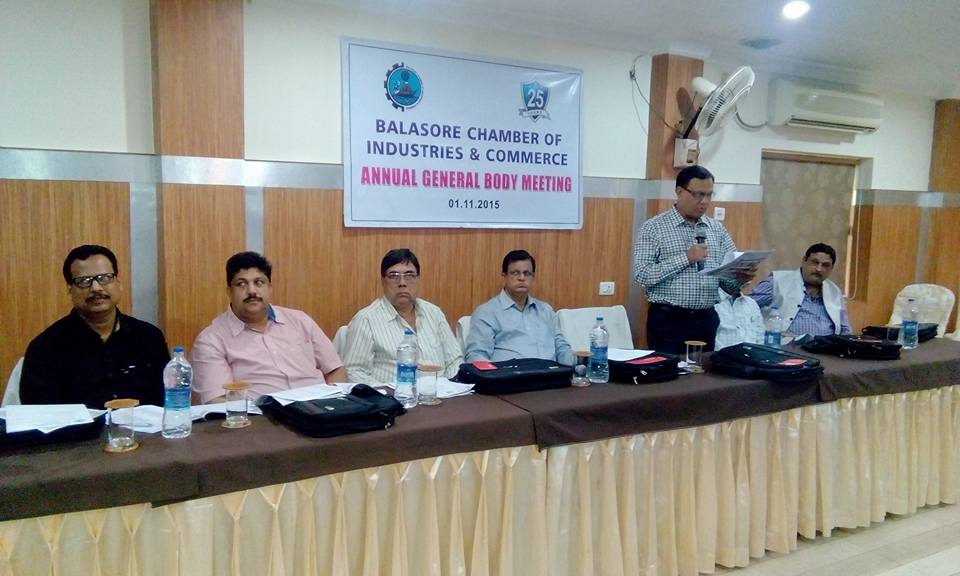 25
BALASORE CHAMBER OF
INDUSTRIES & COMMERCE
ANNUAL GENERAL BODY MEETING
01.11.2015